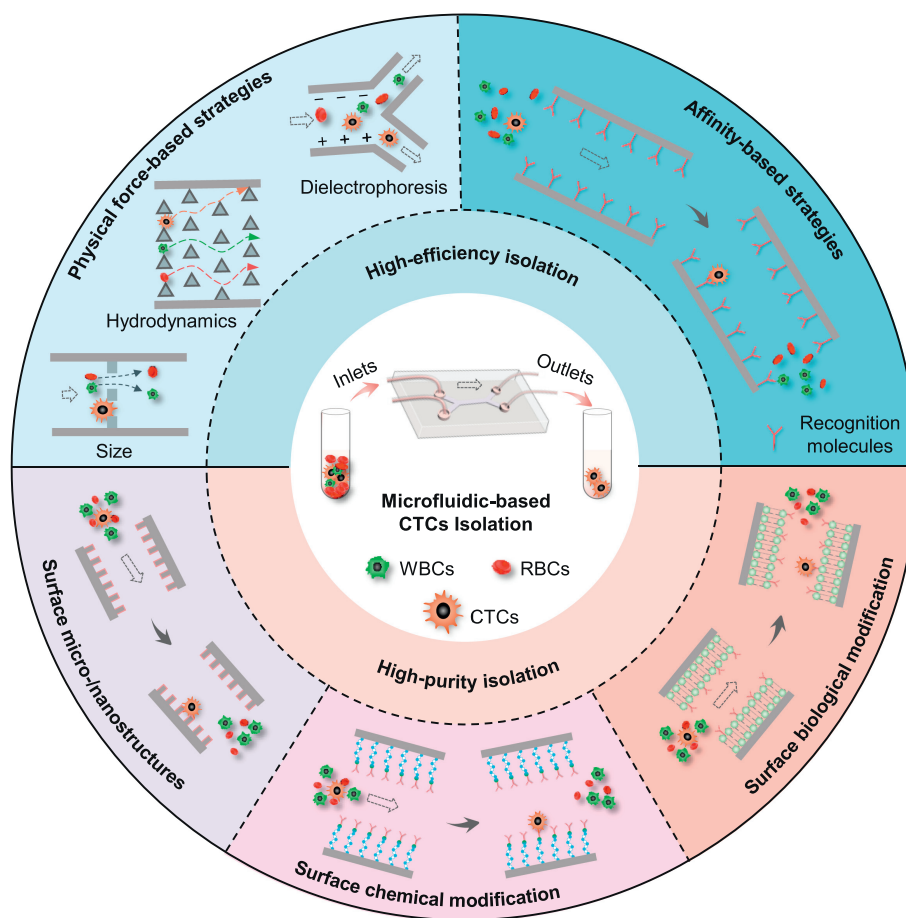 Physical force-based strategies
Dielectrophoresis
Hydrodynamics
Size
Affinity-based strategies
Recognition
molecules
High-efficiency isolation
Inlets
Outlets
Microfluidic-based
CTCs Isolation
WBCs
RBCs
CTCs
High-purity isolation
Surface micro-/nanostructures
Surface chemical modification
Surface biological modification